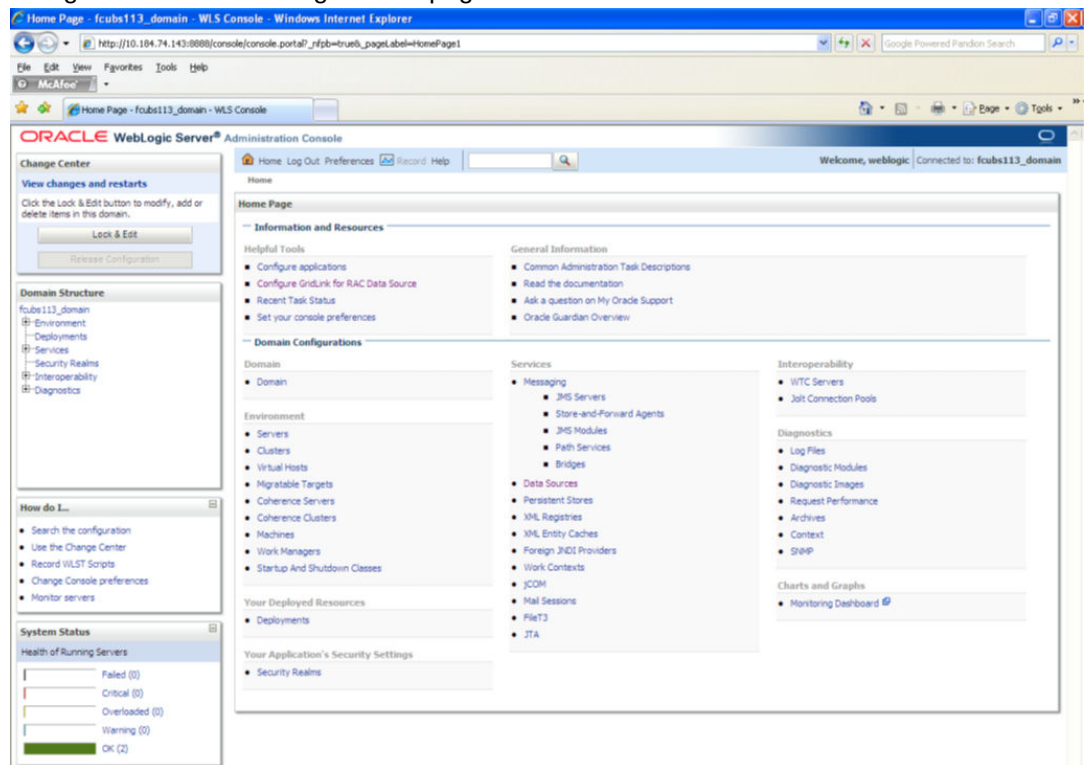 Home Page - fcubs113_domain - WLS Console - Windows Internet Explorer
http://10.184.74.143:8888/console/console.portal?_nfpb=true&_pageLabel=HomePage1
Google Powered Pandion Search
File Edit View Favorites Tools Help
McAfee
Home Page - fcubs113_domain - WLS Console
Page Tools
ORACLE WebLogic Server® Administration Console
Change Center
View changes and restarts
Click the Lock & Edit button to modify, add or
delete items in this domain.
Lock & Edit
Release Configuration
Domain Structure
fcubs113_domain
Environment
Deployments
Services
Security Realms
Interoperability
Diagnostics
How do I...
Search the configuration
Use the Change Center
Record WLST Scripts
Change Console preferences
Monitor servers
System Status
Health of Running Servers
Failed (0)
Critical (0)
Overloaded (0)
Warning (0)
OK (2)
Home Log Out Preferences Record Help
Welcome, weblogic Connected to: fcubs113_domain
Home
Home Page
Information and Resources
Helpful Tools
Configure applications
Configure GridLink for RAC Data Source
Recent Task Status
Set your console preferences
General Information
Common Administration Task Descriptions
Read the documentation
Ask a question on My Oracle Support
Oracle Guardian Overview
Domain Configurations
Domain
Domain
Environment
Servers
Clusters
Virtual Hosts
Migratable Targets
Coherence Servers
Coherence Clusters
Machines
Work Managers
Startup And Shutdown Classes
Your Deployed Resources
Deployments
Your Application's Security Settings
Security Realms
Services
Messaging
JMS Servers
Store-and-Forward Agents
JMS Modules
Path Services
Bridges
Data Sources
Persistent Stores
XML Registries
XML Entity Caches
Foreign JNDI Providers
Work Contexts
jCOM
Mail Sessions
FileT3
JTA
Interoperability
WTC Servers
Jolt Connection Pools
Diagnostics
Log Files
Diagnostic Modules
Diagnostic Images
Request Performance
Archives
Context
SNMP
Charts and Graphs
Monitoring Dashboard